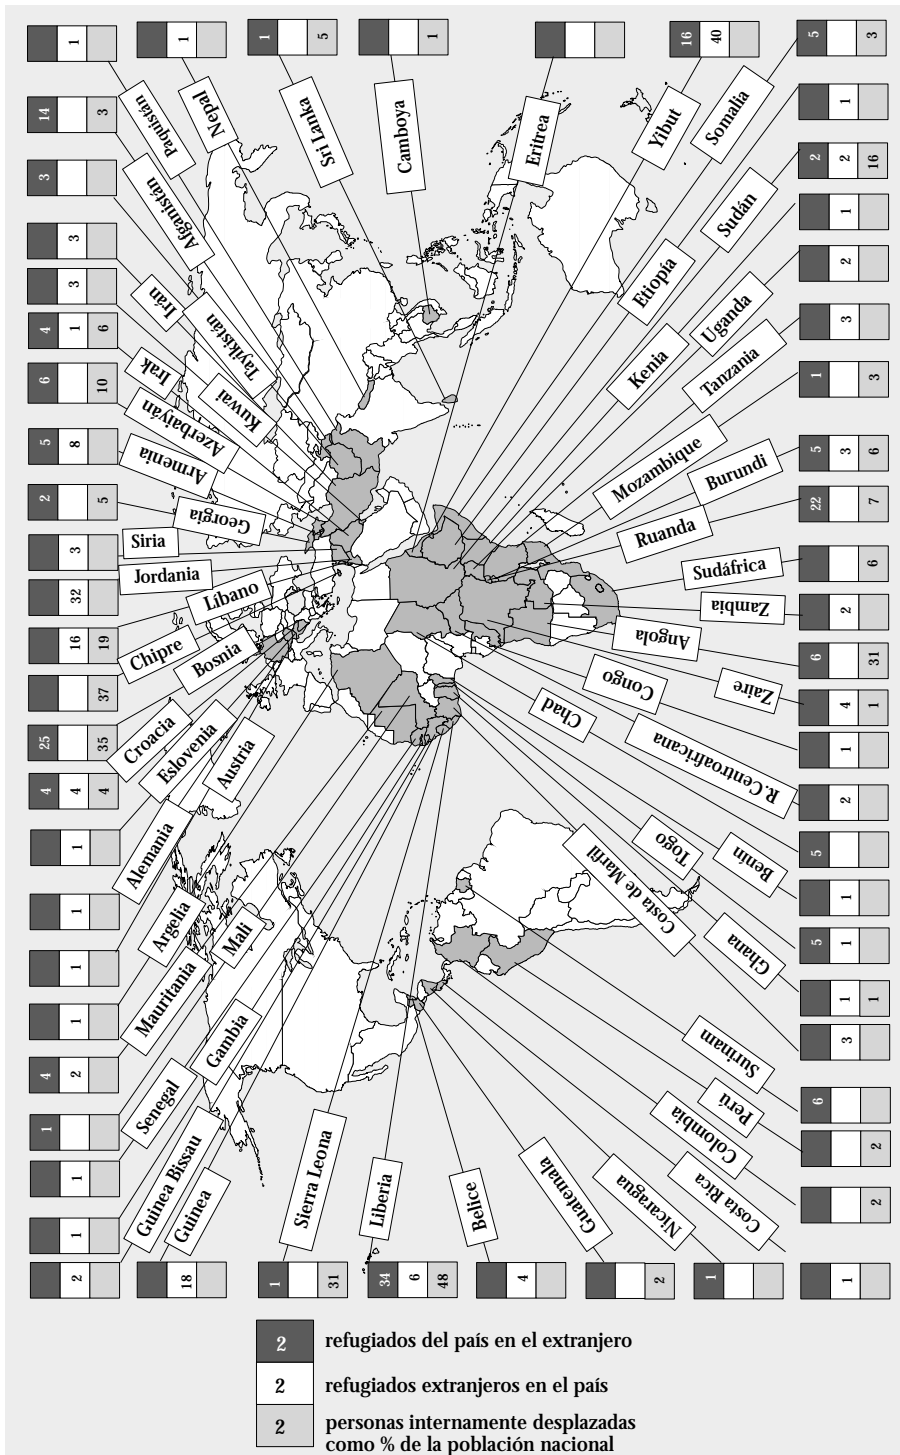 1
1
1 5
1
16 40
5 3
Paquistán
Nepal
Sri Lanka
Camboya
Eritrea
Yibut
Somalia
14 3
1
Afganistán
Sudán
2 2 16
3
Irán
Tayikistán
Etiopía
1
3
Kuwai
Uganda
2
3
Irak
Kenia
Tanzania
3
4 1 6
Azerbaiyán
1 3
6 10
Armenia
Mozambique
Burundi
5 3 6
5 8
Georgia
Ruanda
22 7
2 5
Siria
Jordania
Sudáfrica
6
3
Líbano
Zambia
2
32
Chipre
Angola
6 31
16 19
Bosnia
Congo
Zaire
4 1
37
Croacia
Chad
1
25 35
Eslovenia
Austria
R.Centroafricana
2
4 4 4
Alemania
Togo
Benín
5
1
Argelia
Costa de Marfil
1
1
Mali
Ghana
5 1
1
Mauritania
1 1
1
Gambia
Surinam
3
4 2
Senegal
Perú
6
1
Guinea Bissau
Colombia
2
1
Guinea
Sierra Leona
Liberia
Belice
Guatemala
Nicaragua
Costa Rica
2
1
2
18
1 31
34 6 48
4
2
1
1
2 refugiados del país en el extranjero
2 refugiados extranjeros en el país
2 personas internamente desplazadas
como % de la población nacional